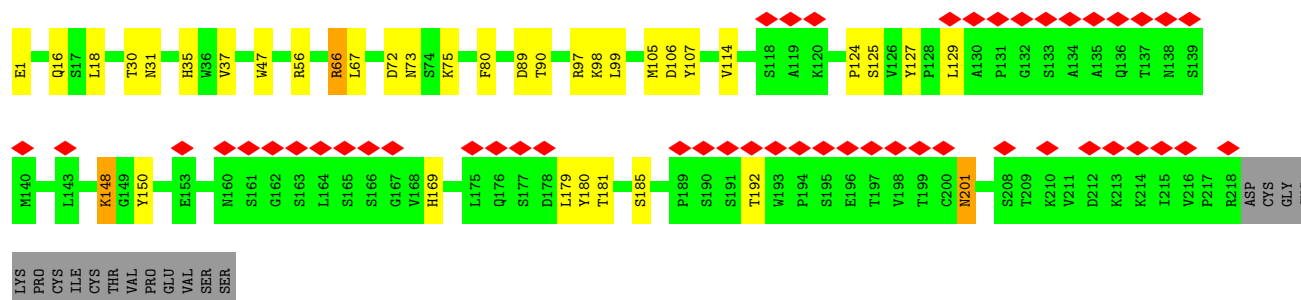 E1 Q16 S17 L18 T30 N31 H35 W36 V37 W47 R56 R66 L67 D72 N73 S74 K75 F80 D89 T90 R97 K98 L99 M105 D106 Y107 V114 S118 A119 K120 P124 S125 V126 Y127 P128 L129 A130 P131 G132 S133 A134 A135 Q136 T137 N138 S139
M140 L143 K148 G149 Y150 E153 N160 S161 G162 S163 L164 S165 S166 G167 V168 H169 L175 Q176 S177 D178 L179 Y180 T181 S185 P189 S190 S191 T192 W193 P194 S195 E196 T197 V198 T199 C200 N201 S208 T209 K210 V211 D212 K213 K214 I215 V216 P217 R218 ASP CYS GLY
LYS PRO CYS ILE CYS THR VAL PRO GLU VAL SER SER